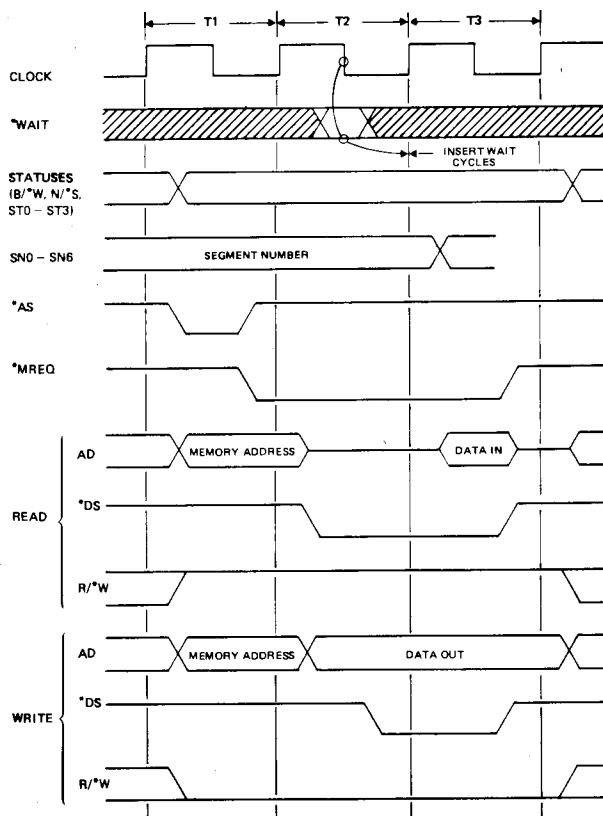 T1 T2 T3
CLOCK
*WAIT
INSERT WAIT
CYCLES
STATUSES
(B/*W, N/*S,
ST0 – ST3)
SN0 – SN6
SEGMENT NUMBER
*AS
*MREQ
READ
AD
MEMORY ADDRESS
DATA IN
*DS
R/*W
WRITE
AD
MEMORY ADDRESS
DATA OUT
*DS
R/*W